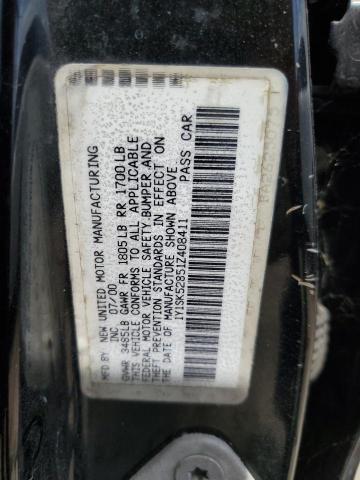 MFD BY NEW UNITED MOTOR MANUFACTURING
INC 07/00
GVWR 3485LB GAWR FR 1805LB RR 1700LB
THIS VEHICLE CONFORMS TO ALL APPLICABLE
FEDERAL MOTOR VEHICLE SAFETY,BUMPER,AND
THEFT PREVENTION STANDARDS IN EFFECT ON
THE DATE OF MANUFACTURE SHOWN ABOVE
1Y1SK52851Z408411 PASS CAR